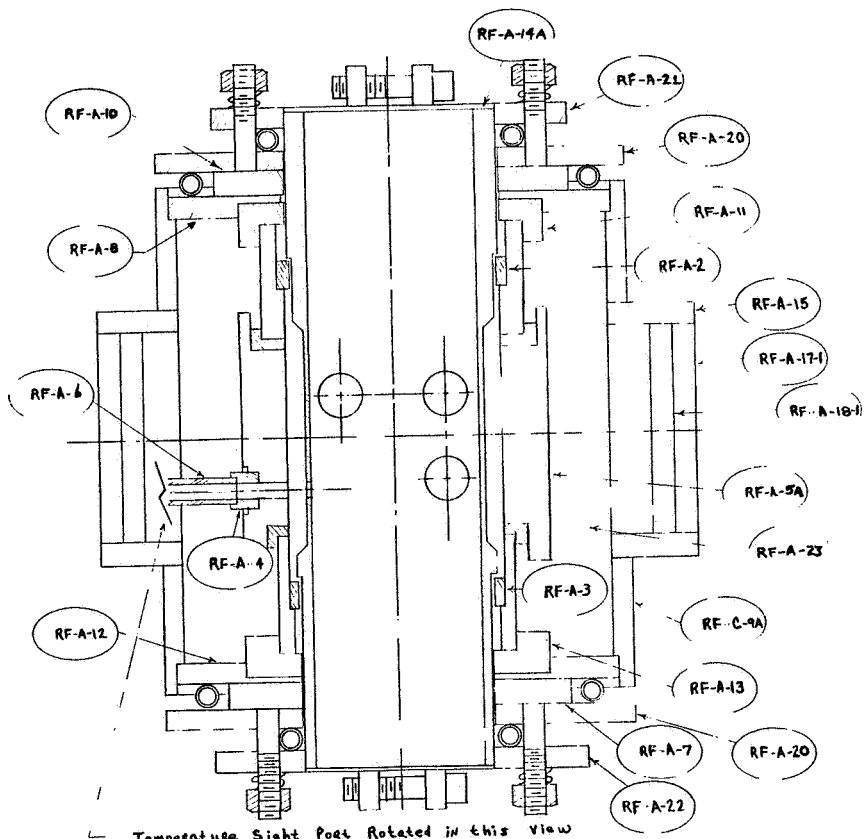 RF-A-14A
RF-A-21
RF-A-10
RF-A-20
RF-A-11
RF-A-8
RF-A-2
RF-A-15
RF-A-17-1
RF-A-6
RF-A-18-1
RF-A-5A
RF-A-4
RF-A-23
RF-A-3
RF-C-9A
RF-A-12
RF-A-13
RF-A-7
RF-A-20
RF-A-22
Temperature Sight Port Rotated in this View